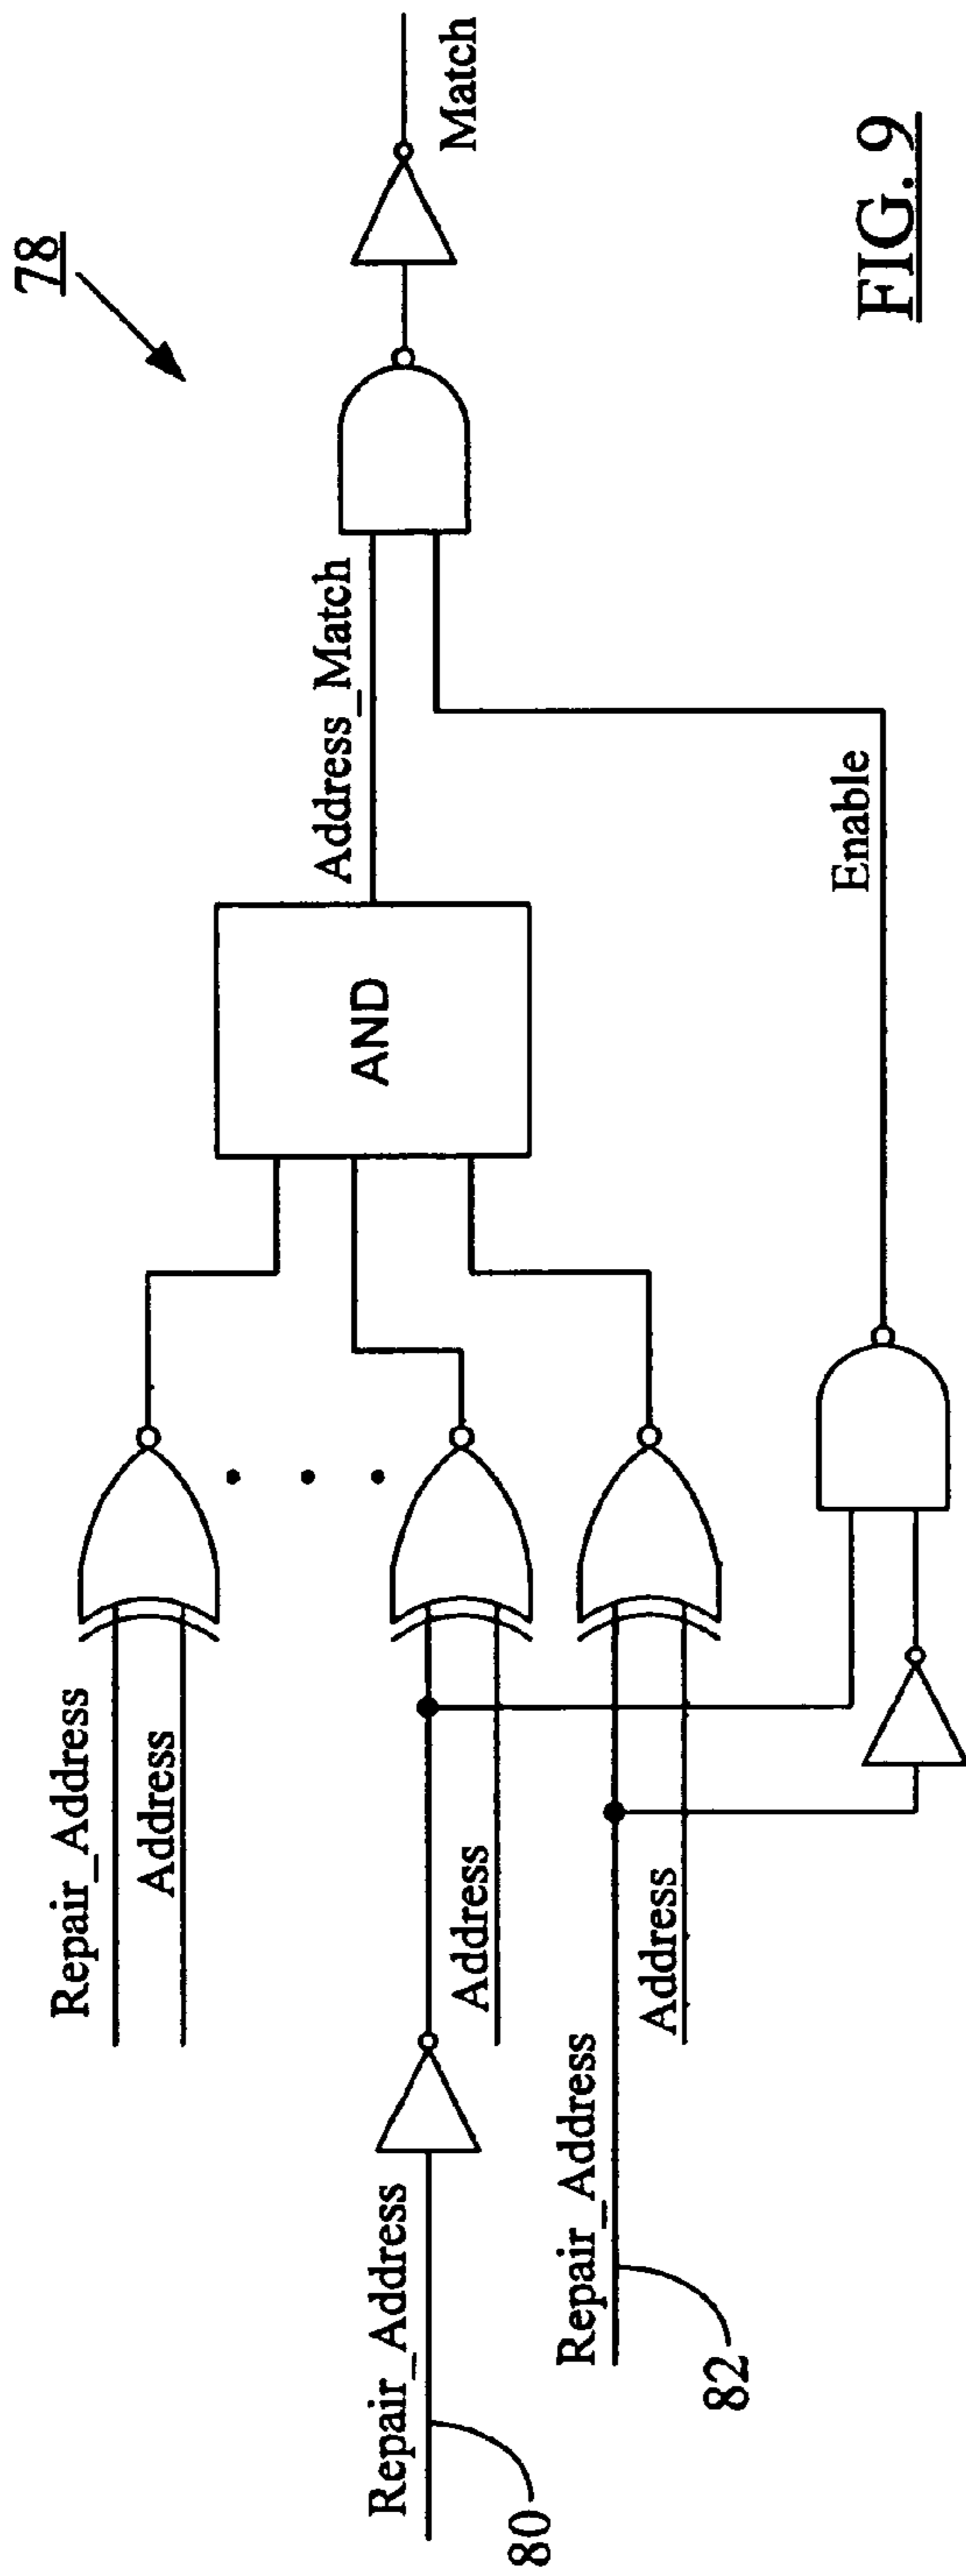 78
Repair_Address
Address
Address_Match
Match
AND
Repair_Address
Address
Repair_Address
Address
Enable
80
82
FIG. 9